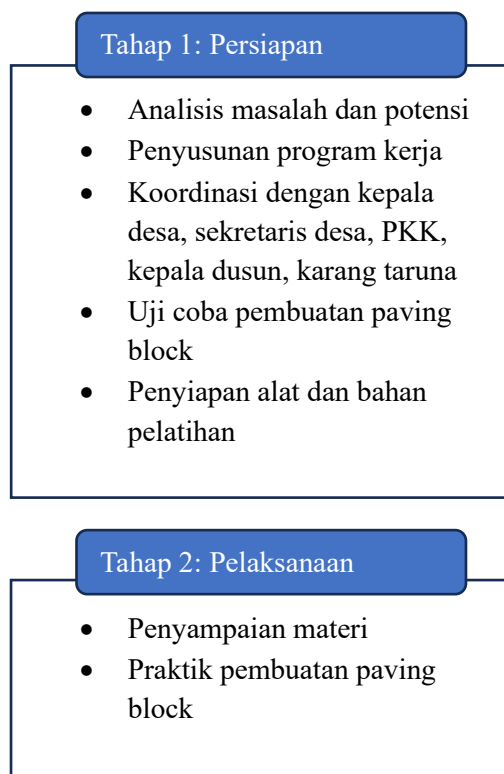 Tahap 1: Persiapan
• Analisis masalah dan potensi
• Penyusunan program kerja
• Koordinasi dengan kepala
desa, sekretaris desa, PKK,
kepala dusun, karang taruna
• Uji coba pembuatan paving
block
• Penyiapan alat dan bahan
pelatihan
Tahap 2: Pelaksanaan
• Penyampaian materi
• Praktik pembuatan paving
block